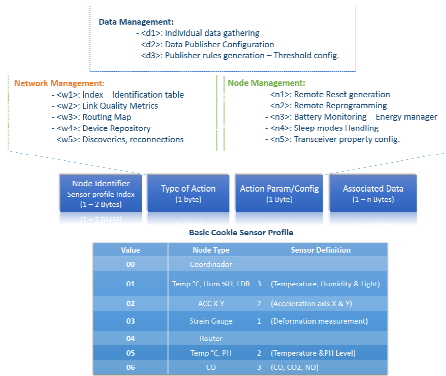 Data Management:
- <d1>: Individual data gathering
- <d2>: Data Publisher Configuration
- <d3>: Publisher rules generation – Threshold config.
Network Management:
- <w1>: Index – Identification table
- <w2>: Link Quality Metrics
- <w3>: Routing Map
- <w4>: Device Repository
- <w5>: Discoveries, reconnections
Node Management:
<n1>: Remote Reset generation
- <n2>: Remote Reprogramming
- <n3>: Battery Monitoring – Energy manager
- <n4>: Sleep modes Handling
- <n5>: Transceiver property config.
Node Identifier
Sensor profile Index
(1 – 2 Bytes)
Type of Action
(1 byte)
Action Param/Config
(1 Byte)
Associated Data
(1 – n Bytes)
Basic Cookie Sensor Profile
Value Node Type Sensor Definition
00 Coordinador
01 Temp °C, Hum %H, LDR 3 (Temperature, Humidity & Light)
02 ACC X Y 2 (Acceleration axis X & Y)
03 Strain Gauge 1 (Deformation measurement)
04 Router
05 Temp °C, PH 2 (Temperature &PH Level)
06 CO 3 (CO, CO2, NO)